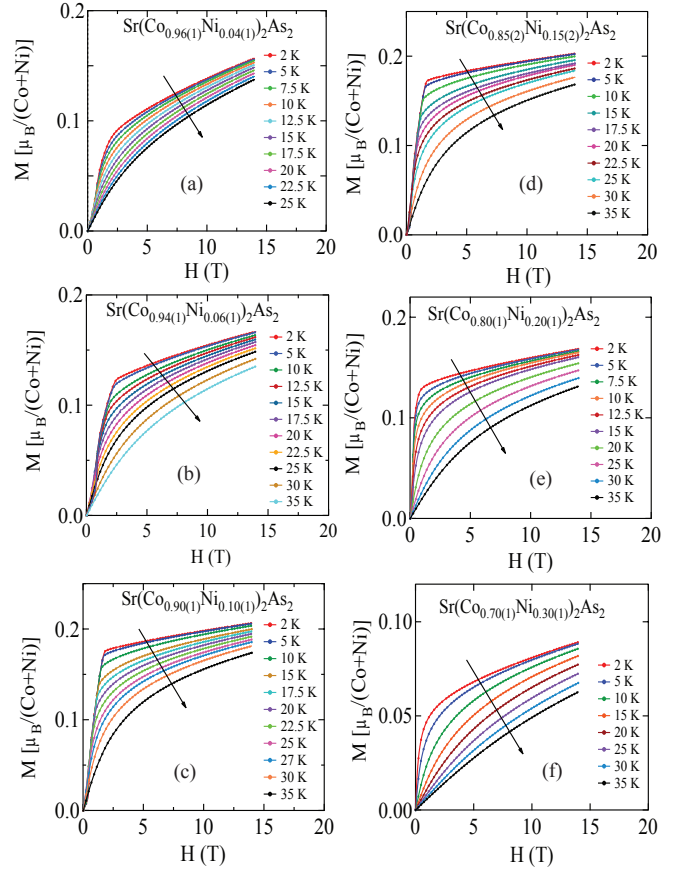 Sr(Co0.96(1)Ni0.04(1))2As2
M [μB/(Co+Ni)]
0.2
0.1
0.0
2 K
5 K
7.5 K
10 K
12.5 K
15 K
17.5 K
20 K
22.5 K
25 K
(a)
0 5 10 15 20
H (T)
Sr(Co0.85(2)Ni0.15(2))2As2
M [μB/(Co+Ni)]
0.2
0.1
0.0
2 K
5 K
10 K
15 K
17.5 K
20 K
22.5 K
25 K
30 K
35 K
(d)
0 5 10 15 20
H (T)
Sr(Co0.94(1)Ni0.06(1))2As2
M [μB/(Co+Ni)]
0.2
0.1
0.0
2 K
5 K
10 K
12.5 K
15 K
17.5 K
20 K
22.5 K
25 K
30 K
35 K
(b)
0 5 10 15 20
H (T)
Sr(Co0.80(1)Ni0.20(1))2As2
M [μB/(Co+Ni)]
0.2
0.1
0.0
2 K
5 K
7.5 K
10 K
12.5 K
15 K
20 K
25 K
30 K
35 K
(e)
0 5 10 15 20
H (T)
Sr(Co0.90(1)Ni0.10(1))2As2
M [μB/(Co+Ni)]
0.2
0.1
0.0
2 K
5 K
10 K
15 K
17.5 K
20 K
22.5 K
25 K
27 K
30 K
35 K
(c)
0 5 10 15 20
H (T)
Sr(Co0.70(1)Ni0.30(1))2As2
M [μB/(Co+Ni)]
0.10
0.05
0.00
2 K
5 K
10 K
15 K
20 K
25 K
30 K
35 K
(f)
0 5 10 15 20
H (T)